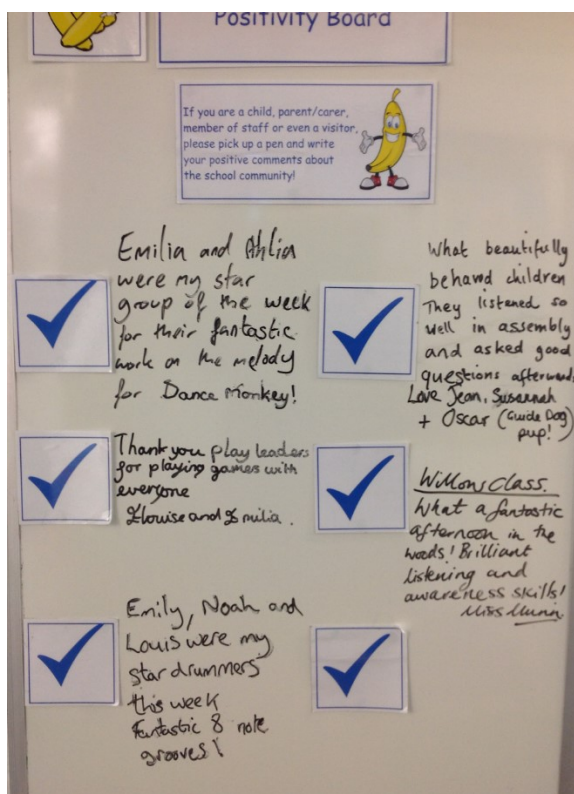 Positivity Board
If you are a child, parent/carer,
member of staff or even a visitor,
please pick up a pen and write
your positive comments about
the school community!
Emilia and Ahlia
were my star
group of the week
for their fantastic
work on the melody
for Dance Monkey!
What beautifully
behaved children
They listened so
well in assembly
and asked good
questions afterwards
Love Jean, Susannah
+ Oscar (Guide Dog
pup!)
Thank you play leaders
for playing games with
everyone
Elouise and Emilia.
Willows Class.
What a fantastic
afternoon in the
woods! Brilliant
listening and
awareness skills!
Miss Munn
Emily, Noah and
Louis were my
star drummers
this week
Fantastic 8 note
grooves!